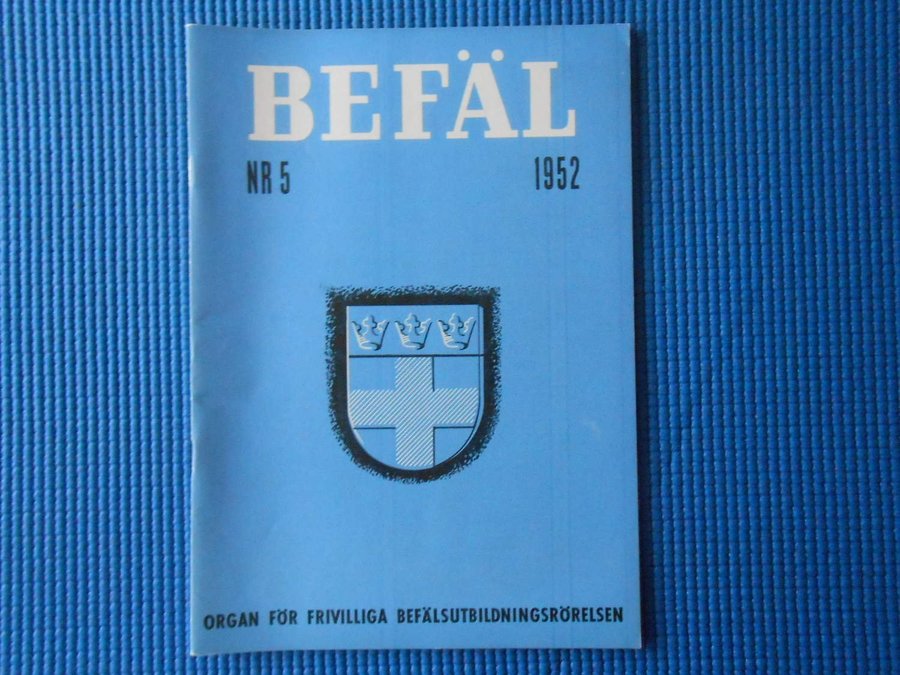 BEFÄL
NR 5 1952
ORGAN FÖR FRIVILLIGA BEFÄLSUTBILDNINGSRÖRELSEN